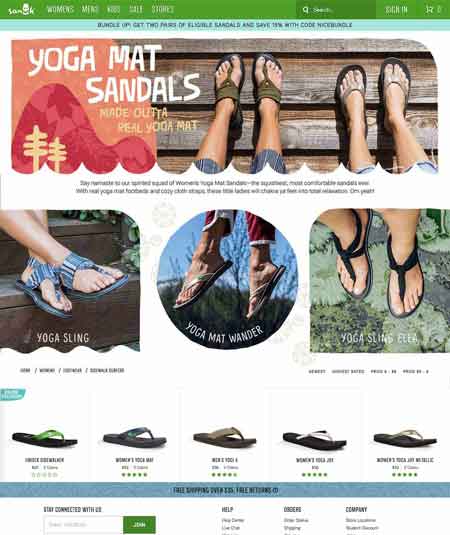 sanuk WOMENS MENS KIDS SALE STORES Search... SIGN IN 0
BUNDLE UP! GET TWO PAIRS OF ELIGIBLE SANDALS AND SAVE 15% WITH CODE NICEBUNDLE
YOGA MAT
SANDALS
MADE OUTTA
REAL YOGA MAT
Say namaste to our spirited squad of Women's Yoga Mat Sandals—the squishiest, most comfortable sandals ever.
With real yoga mat footbeds and cozy cloth straps, these little ladies will chakra ya feet into total relaxation. Om yeah!
YOGA SLING
YOGA MAT WANDER
YOGA SLING ELLA
HOME / WOMENS / FOOTWEAR / SIDEWALK SURFERS
NEWEST HIGHEST RATED PRICE $ - $$ PRICE $$ - $
UNISEX SIDEWALKER
WOMEN'S YOGA MAT
MEN'S YOGA 4
WOMEN'S YOGA JOY
WOMEN'S YOGA JOY METALLIC
FREE SHIPPING OVER $35, FREE RETURNS
STAY CONNECTED WITH US
JOIN
HELP
Help Center
Live Chat
ORDERS
Order Status
Shipping
COMPANY
Store Locations
Student Discount